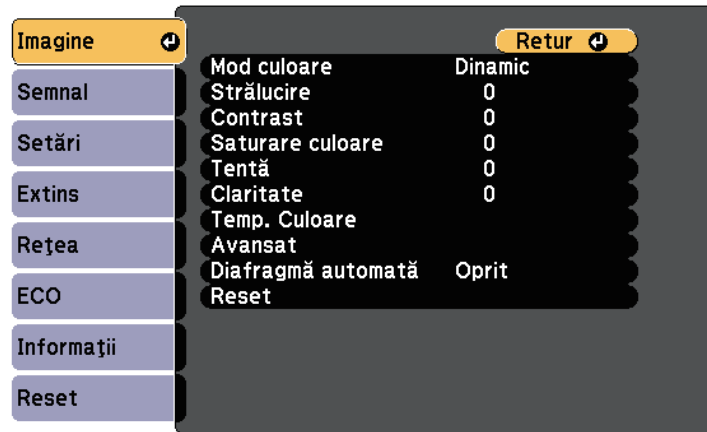 Imagine
Semnal
Setări
Extins
Reţea
ECO
Informaţii
Reset
Retur
Mod culoare Dinamic
Strălucire 0
Contrast 0
Saturare culoare 0
Tentă 0
Claritate 0
Temp. Culoare
Avansat
Diafragmă automată Oprit
Reset